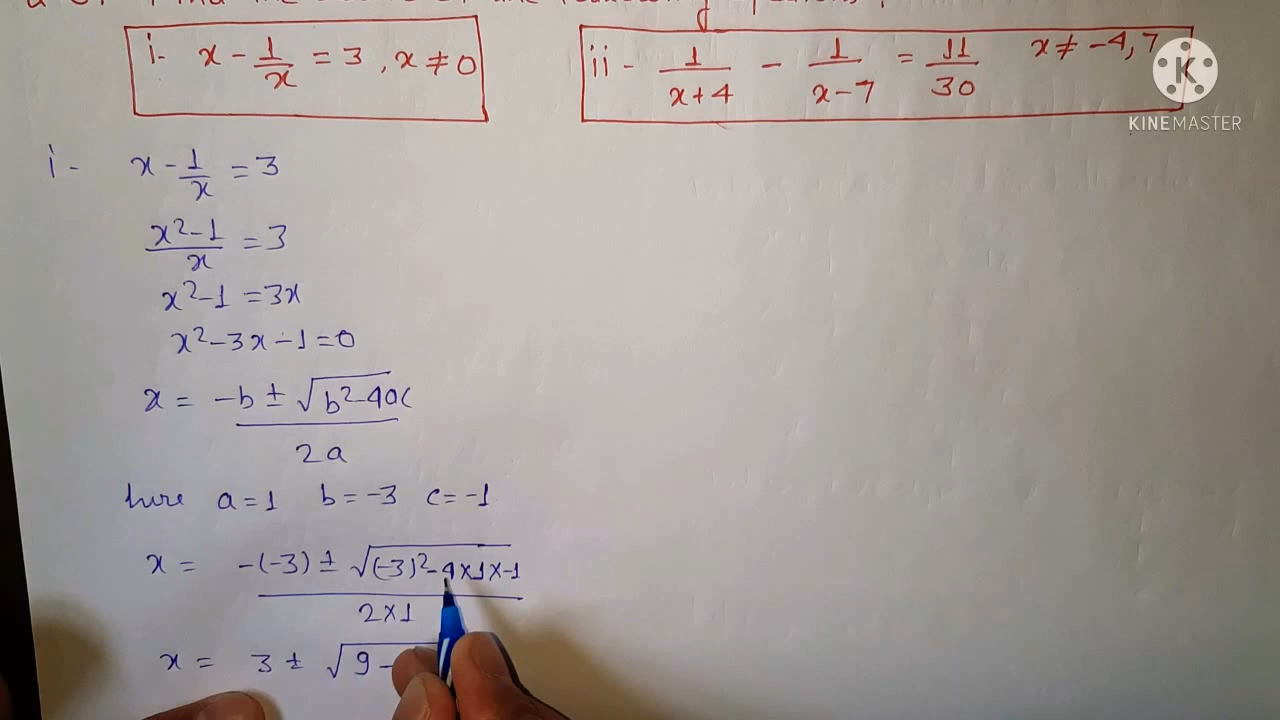 i- x - 1/x = 3 , x ≠ 0
ii - 1/(x+4) - 1/(x-7) = 11/30 x ≠ -4, 7
KINEMASTER
i - x - 1/x = 3
(x²-1)/x = 3
x²-1 = 3x
x²-3x-1=0
x = (-b ± √(b²-4ac))/2a
here a=1 b=-3 c=-1
x = (-(-3) ± √((-3)²-4×1×-1))/(2×1)
x = 3 ± √9 -